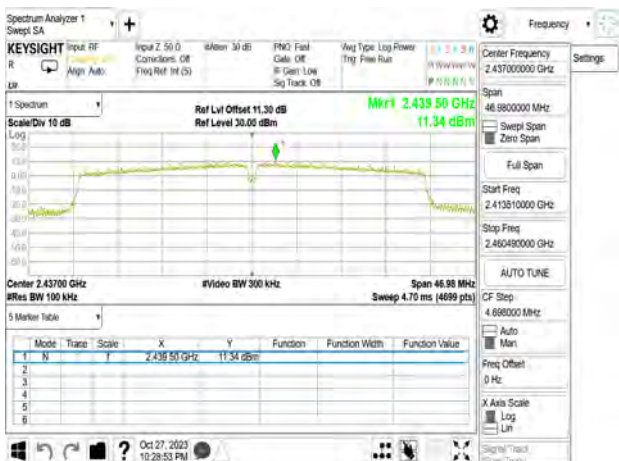 Spectrum Analyzer 1
Swept SA
+
Frequency
KEYSIGHT
Input: RF
Input Z: 50 Ω
#Atten: 30 dB
PNO: Fast
Avg Type: Log-Power
R
Corrections: Off
Gate: Off
Trig: Free Run
Align: Auto
Freq Ref: Int (S)
IF Gain: Low
Sig Track: Off
P N N N N N
Center Frequency
2.437000000 GHz
Settings
Span
46.9800000 MHz
Swept Span
Zero Span
Full Span
Start Freq
2.413510000 GHz
Stop Freq
2.460490000 GHz
AUTO TUNE
CF Step
4.698000 MHz
Auto
Man
Freq Offset
0 Hz
X Axis Scale
Log
Lin
Signal Track
1 Spectrum
Scale/Div 10 dB
Log
Ref Lvl Offset 11.30 dB
Ref Level 30.00 dBm
Mkr1 2.439 50 GHz
11.34 dBm
Center 2.43700 GHz
#Res BW 100 kHz
#Video BW 300 kHz
Span 46.98 MHz
Sweep 4.70 ms (4699 pts)
5 Marker Table
Mode Trace Scale X Y Function Function Width Function Value
1 N f 2.439 50 GHz 11.34 dBm
2
3
4
5
6
?
Oct 27, 2023
10:28:53 PM